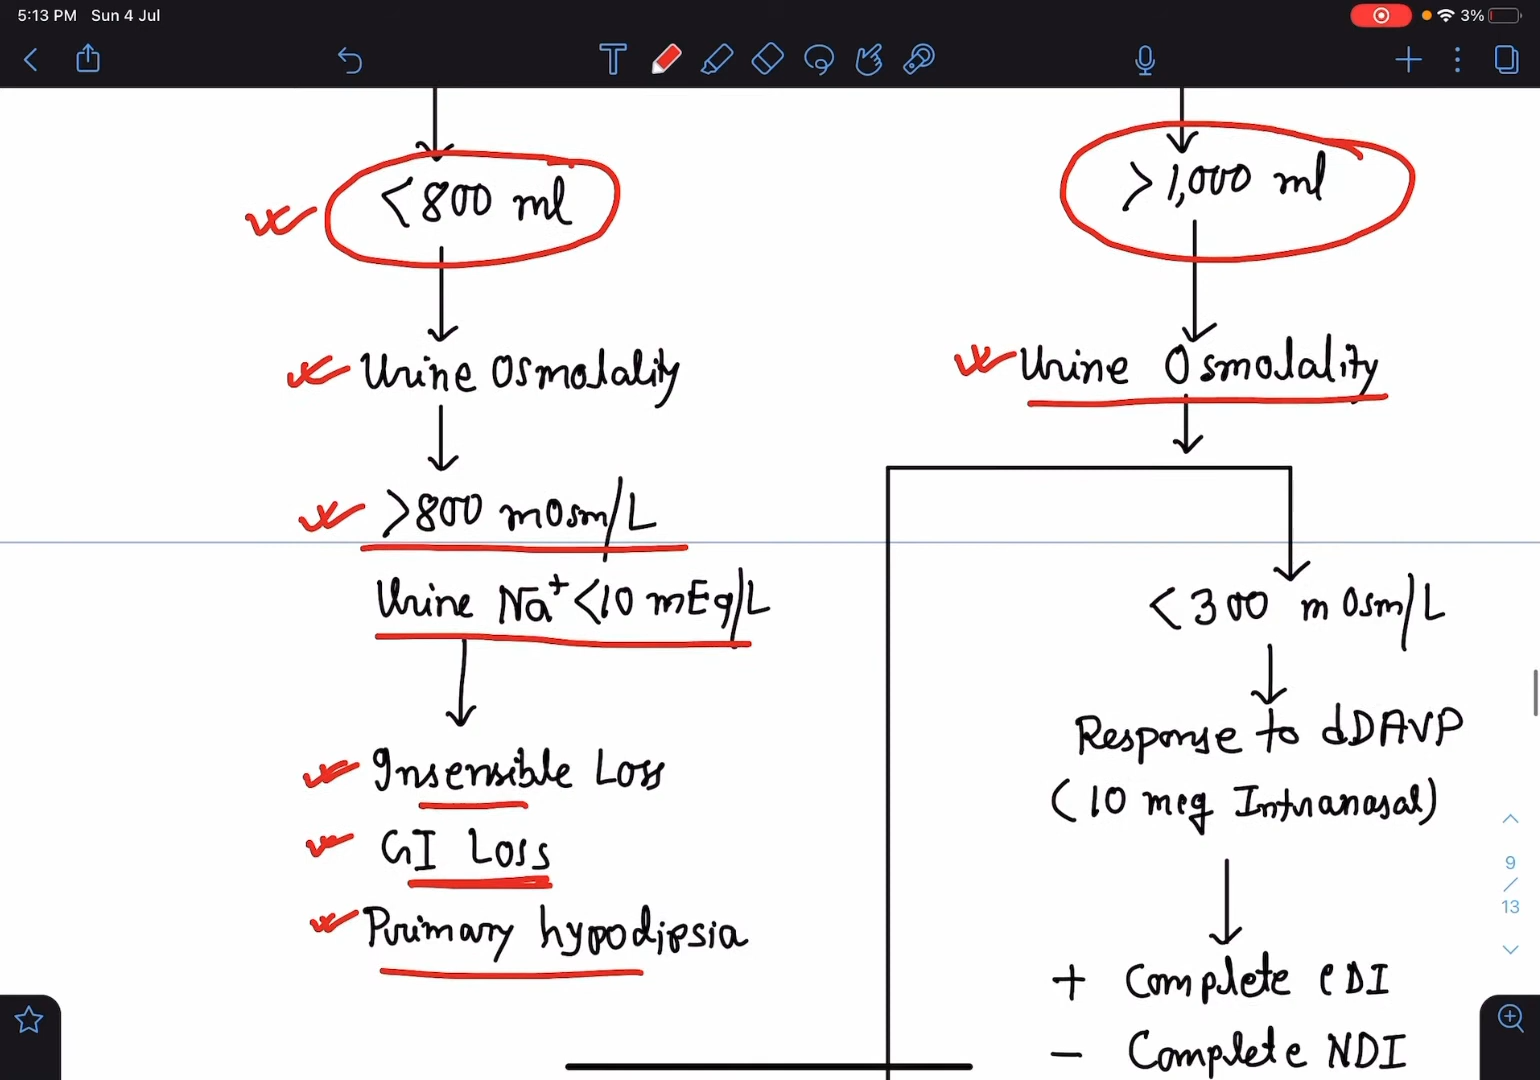 5:13 PM Sun 4 Jul
3%
<800 ml
Urine Osmolality
>800 mOsm/L
Urine Na+ <10 mEq/L
Insensible Loss
GI Loss
Primary hypodipsia
>1,000 ml
Urine Osmolality
<300 mOsm/L
Response to dDAVP
(10 mcg Intranasal)
+ Complete CDI
- Complete NDI
9
/
13